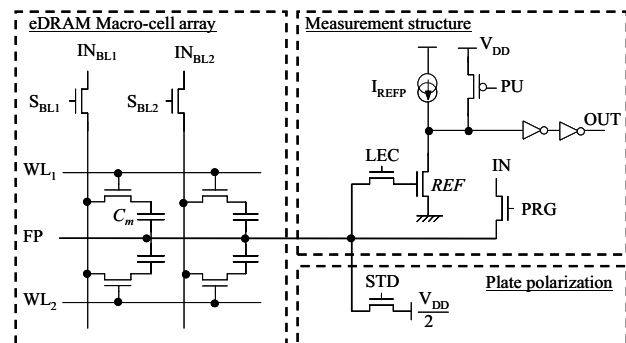 eDRAM Macro-cell array
Measurement structure
IN_BL1
IN_BL2
V_DD
S_BL1
S_BL2
I_REFP
PU
OUT
WL_1
LEC
REF
IN
C_m
PRG
FP
STD
Plate polarization
WL_2
V_DD
2